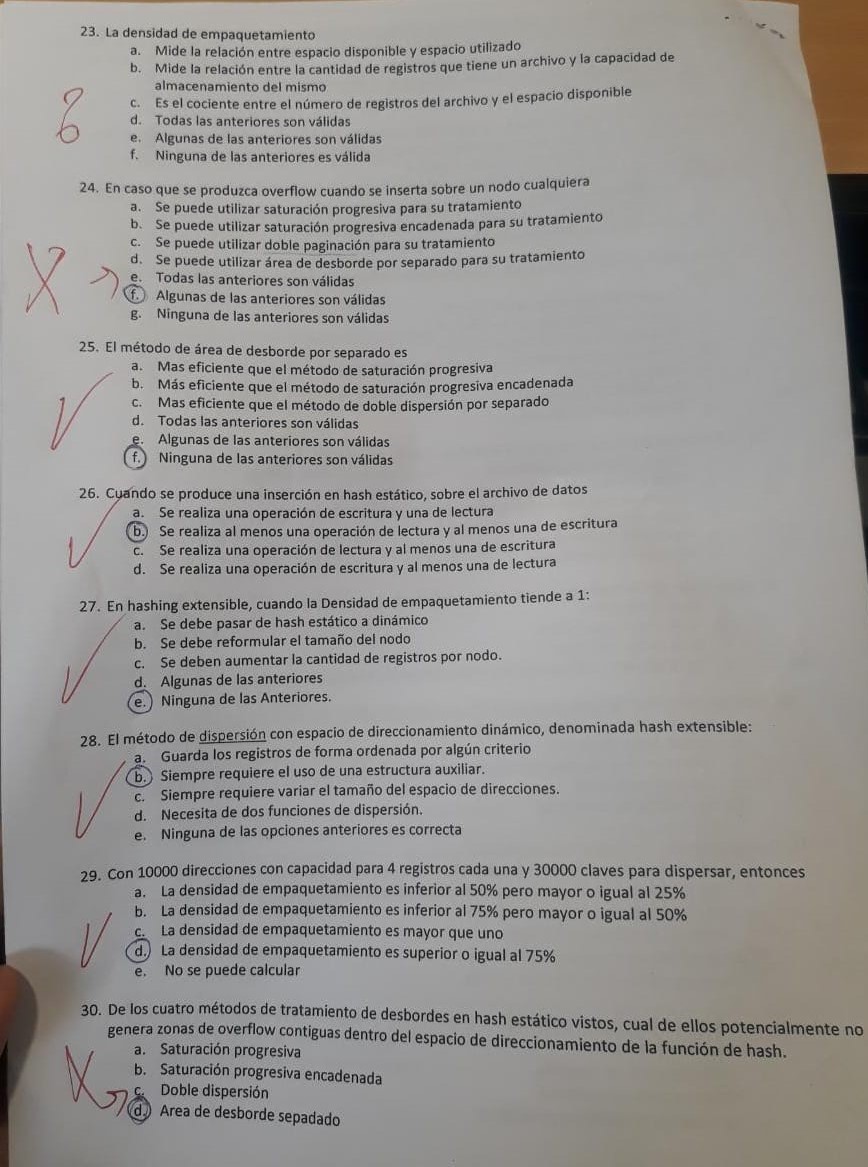 23. La densidad de empaquetamiento
a. Mide la relación entre espacio disponible y espacio utilizado
b. Mide la relación entre la cantidad de registros que tiene un archivo y la capacidad de
almacenamiento del mismo
c. Es el cociente entre el número de registros del archivo y el espacio disponible
d. Todas las anteriores son válidas
e. Algunas de las anteriores son válidas
f. Ninguna de las anteriores es válida
24. En caso que se produzca overflow cuando se inserta sobre un nodo cualquiera
a. Se puede utilizar saturación progresiva para su tratamiento
b. Se puede utilizar saturación progresiva encadenada para su tratamiento
c. Se puede utilizar doble paginación para su tratamiento
d. Se puede utilizar área de desborde por separado para su tratamiento
e. Todas las anteriores son válidas
f. Algunas de las anteriores son válidas
g. Ninguna de las anteriores son válidas
25. El método de área de desborde por separado es
a. Mas eficiente que el método de saturación progresiva
b. Más eficiente que el método de saturación progresiva encadenada
c. Mas eficiente que el método de doble dispersión por separado
d. Todas las anteriores son válidas
e. Algunas de las anteriores son válidas
f. Ninguna de las anteriores son válidas
26. Cuando se produce una inserción en hash estático, sobre el archivo de datos
a. Se realiza una operación de escritura y una de lectura
b. Se realiza al menos una operación de lectura y al menos una de escritura
c. Se realiza una operación de lectura y al menos una de escritura
d. Se realiza una operación de escritura y al menos una de lectura
27. En hashing extensible, cuando la Densidad de empaquetamiento tiende a 1:
a. Se debe pasar de hash estático a dinámico
b. Se debe reformular el tamaño del nodo
c. Se deben aumentar la cantidad de registros por nodo.
d. Algunas de las anteriores
e. Ninguna de las Anteriores.
28. El método de dispersión con espacio de direccionamiento dinámico, denominada hash extensible:
a. Guarda los registros de forma ordenada por algún criterio
b. Siempre requiere el uso de una estructura auxiliar.
c. Siempre requiere variar el tamaño del espacio de direcciones.
d. Necesita de dos funciones de dispersión.
e. Ninguna de las opciones anteriores es correcta
29. Con 10000 direcciones con capacidad para 4 registros cada una y 30000 claves para dispersar, entonces
a. La densidad de empaquetamiento es inferior al 50% pero mayor o igual al 25%
b. La densidad de empaquetamiento es inferior al 75% pero mayor o igual al 50%
c. La densidad de empaquetamiento es mayor que uno
d. La densidad de empaquetamiento es superior o igual al 75%
e. No se puede calcular
30. De los cuatro métodos de tratamiento de desbordes en hash estático vistos, cual de ellos potencialmente no
genera zonas de overflow contiguas dentro del espacio de direccionamiento de la función de hash.
a. Saturación progresiva
b. Saturación progresiva encadenada
c. Doble dispersión
d. Area de desborde sepadado